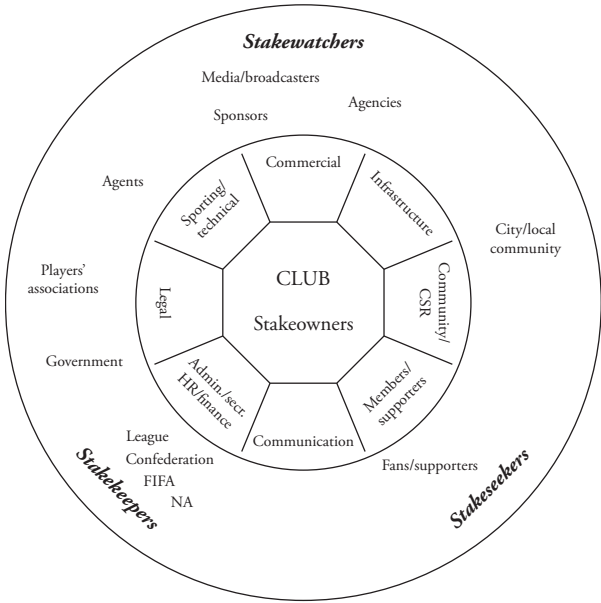 Stakewatchers
Media/broadcasters
Agencies
Sponsors
Commercial
Agents
Sporting/
technical
Infrastructure
City/local
community
CLUB
Stakeowners
Players'
associations
Legal
Community/
CSR
Government
Admin./sect.
HR/finance
Members/
supporters
Communication
League
Confederation
FIFA
NA
Fans/supporters
Stakekeepers
Stakeseekers